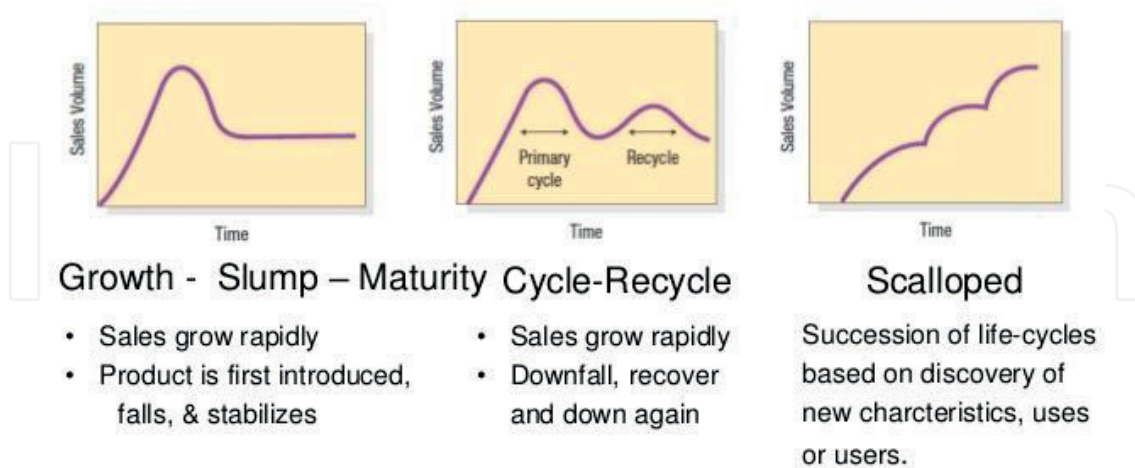 Sales Volume
Time
Sales Volume
Primary
cycle
Recycle
Time
Sales Volume
Time
Growth - Slump – Maturity
• Sales grow rapidly
• Product is first introduced,
falls, & stabilizes
Cycle-Recycle
• Sales grow rapidly
• Downfall, recover
and down again
Scalloped
Succession of life-cycles
based on discovery of
new charcteristics, uses
or users.